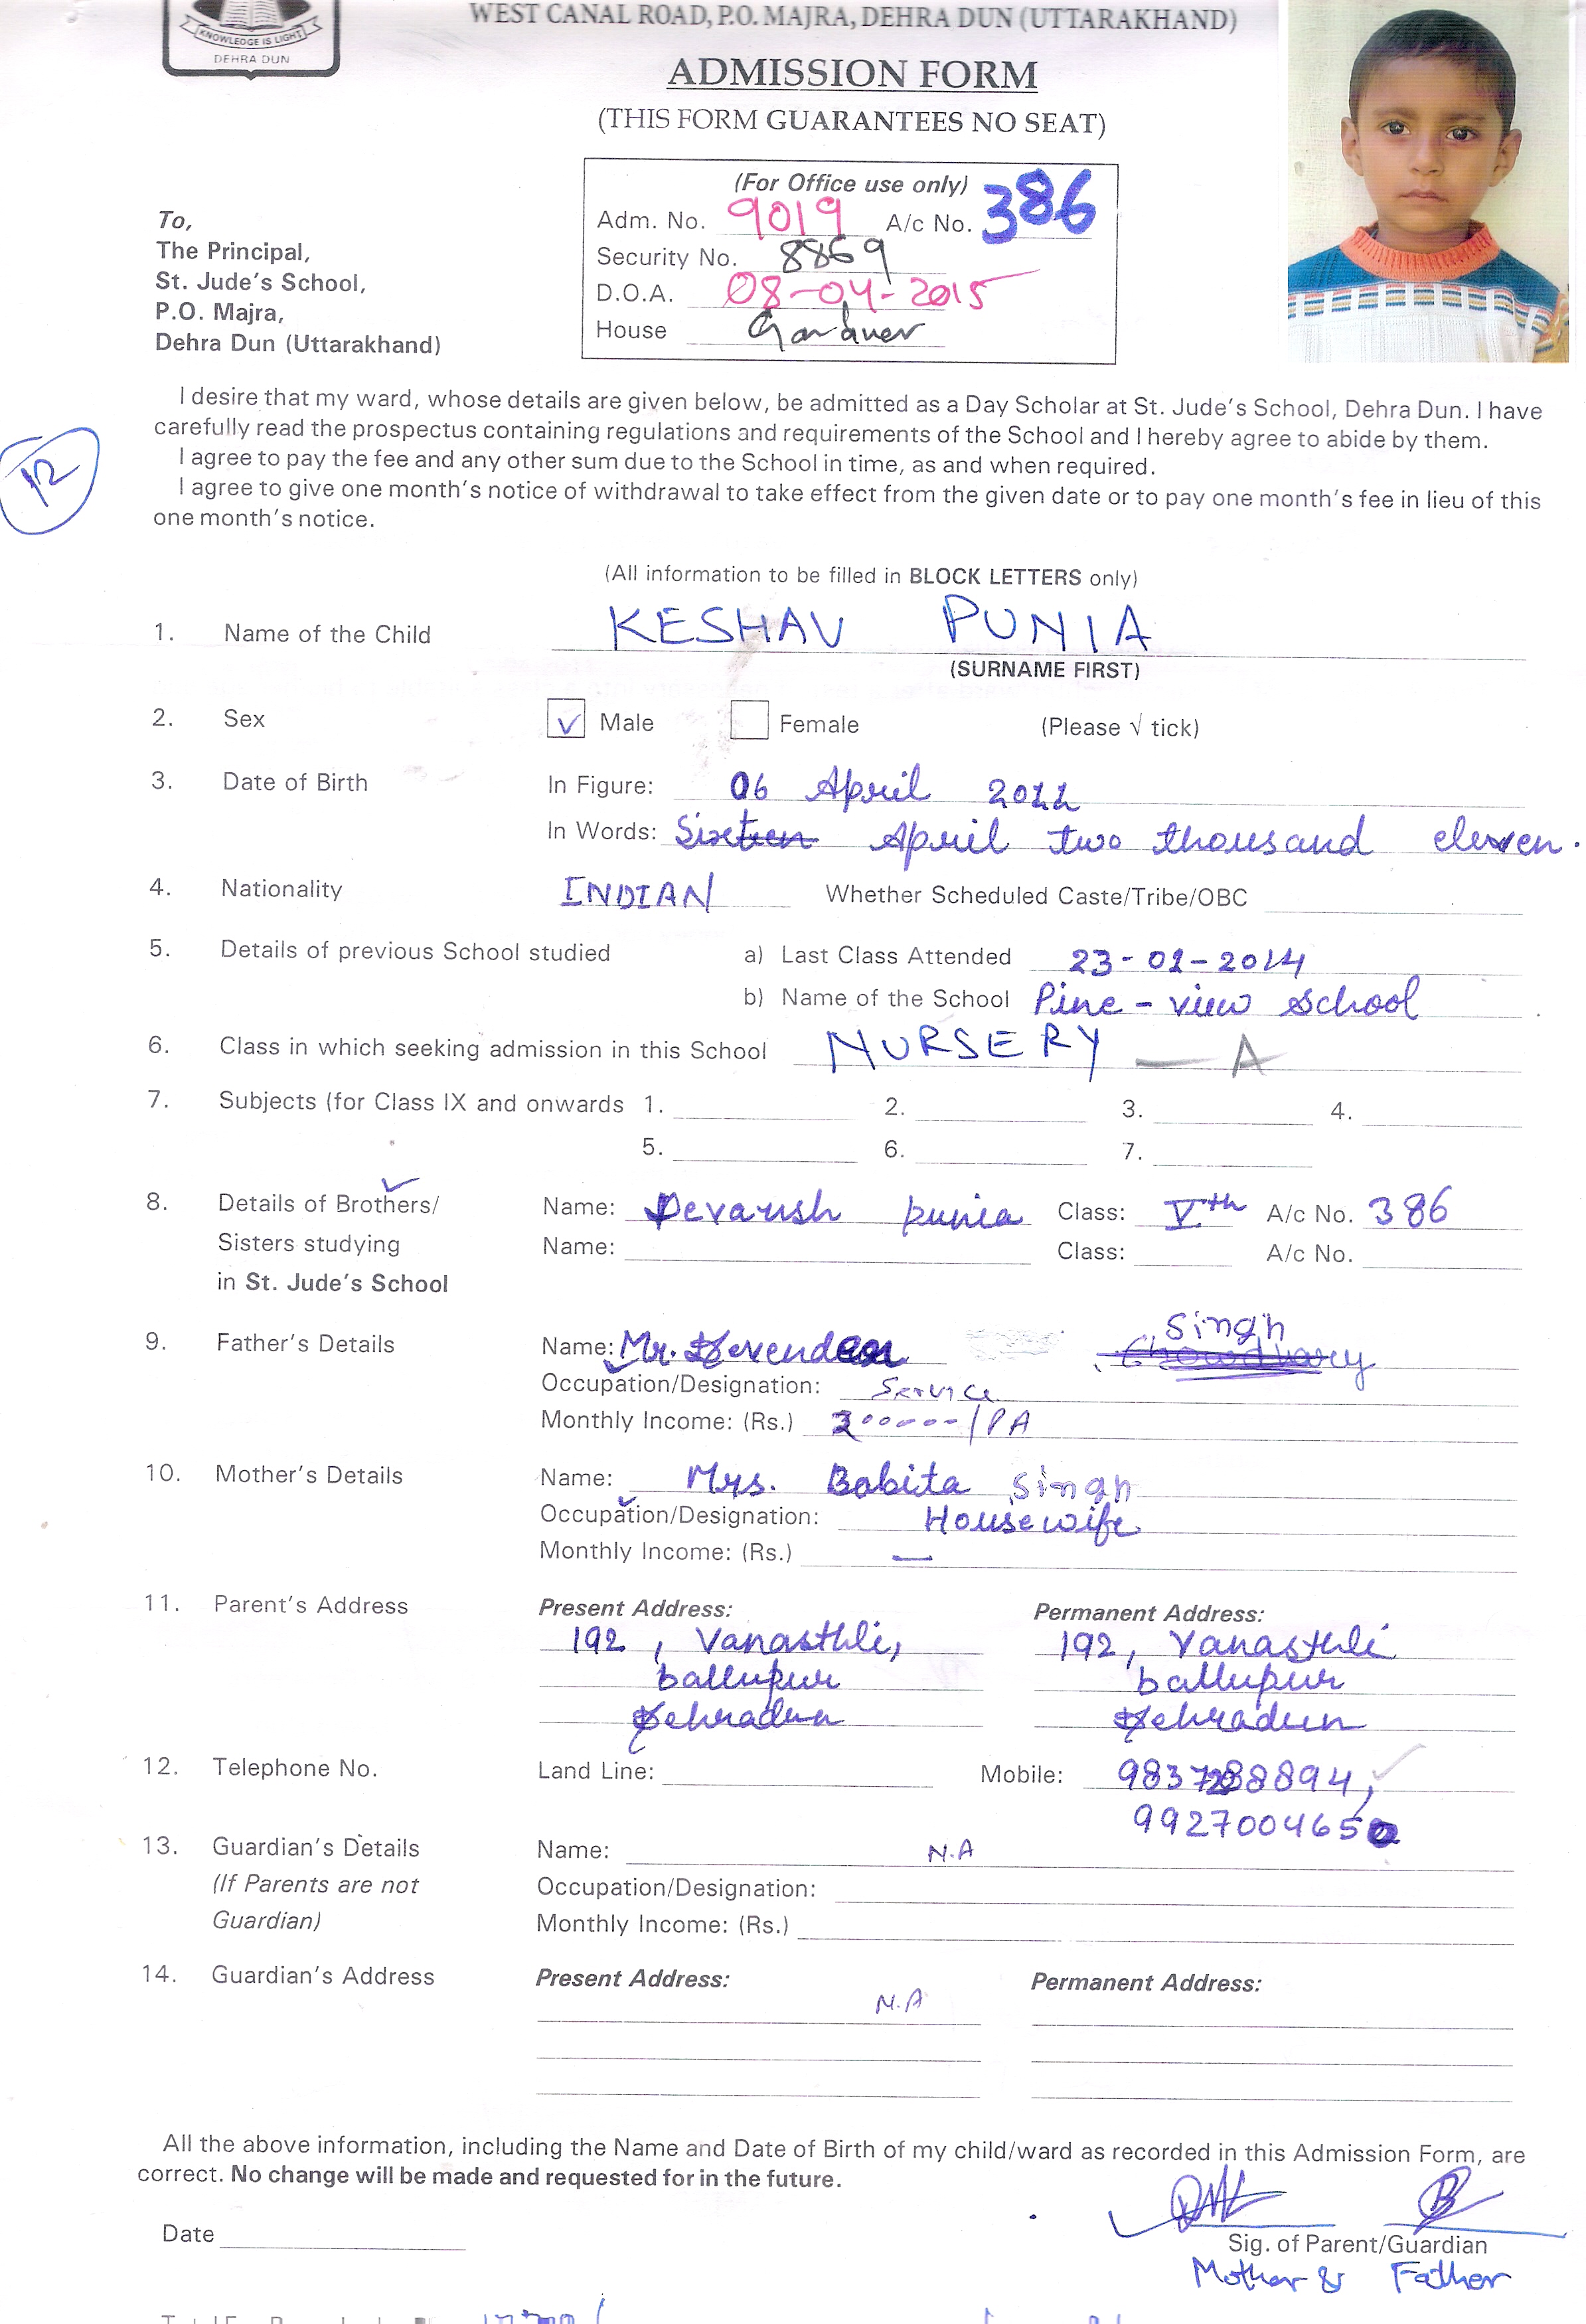 KNOWLEDGE IS LIGHT
DEHRA DUN
WEST CANAL ROAD, P.O. MAJRA, DEHRA DUN (UTTARAKHAND)
ADMISSION FORM
(THIS FORM GUARANTEES NO SEAT)
(For Office use only)
Adm. No. 9019 A/c No. 386
Security No. 8869
D.O.A. 08-04-2015
House Gardner
To,
The Principal,
St. Jude's School,
P.O. Majra,
Dehra Dun (Uttarakhand)
I desire that my ward, whose details are given below, be admitted as a Day Scholar at St. Jude's School, Dehra Dun. I have
carefully read the prospectus containing regulations and requirements of the School and I hereby agree to abide by them.
I agree to pay the fee and any other sum due to the School in time, as and when required.
I agree to give one month's notice of withdrawal to take effect from the given date or to pay one month's fee in lieu of this
one month's notice.
12
(All information to be filled in BLOCK LETTERS only)
1. Name of the Child KESHAV PUNIA
(SURNAME FIRST)
2. Sex Male Female (Please √ tick)
3. Date of Birth In Figure: 06 April 2011
In Words: Sixteen April two thousand eleven.
4. Nationality INDIAN Whether Scheduled Caste/Tribe/OBC
5. Details of previous School studied a) Last Class Attended 23-01-2014
b) Name of the School Pine-view School
6. Class in which seeking admission in this School NURSERY — A
7. Subjects (for Class IX and onwards 1. 2. 3. 4.
5. 6. 7.
8. Details of Brothers/ Name: Devansh punia Class: Vth A/c No. 386
Sisters studying Name: Class: A/c No.
in St. Jude's School
9. Father's Details Name: Mr. Devender Singh Chowdhary
Occupation/Designation: Service
Monthly Income: (Rs.) 300000-/PA
10. Mother's Details Name: Mrs. Babita Singh
Occupation/Designation: Housewife
Monthly Income: (Rs.) —
11. Parent's Address Present Address: Permanent Address:
192, Vanasthli, 192, Vanasthli
ballupur ballupur
Dehradun Dehradun
12. Telephone No. Land Line: Mobile: 9837288894,
992700465
13. Guardian's Details Name: N.A
(If Parents are not Occupation/Designation:
Guardian) Monthly Income: (Rs.)
14. Guardian's Address Present Address: Permanent Address:
N.A
All the above information, including the Name and Date of Birth of my child/ward as recorded in this Admission Form, are
correct. No change will be made and requested for in the future.
Date
Sig. of Parent/Guardian
Mother & Father